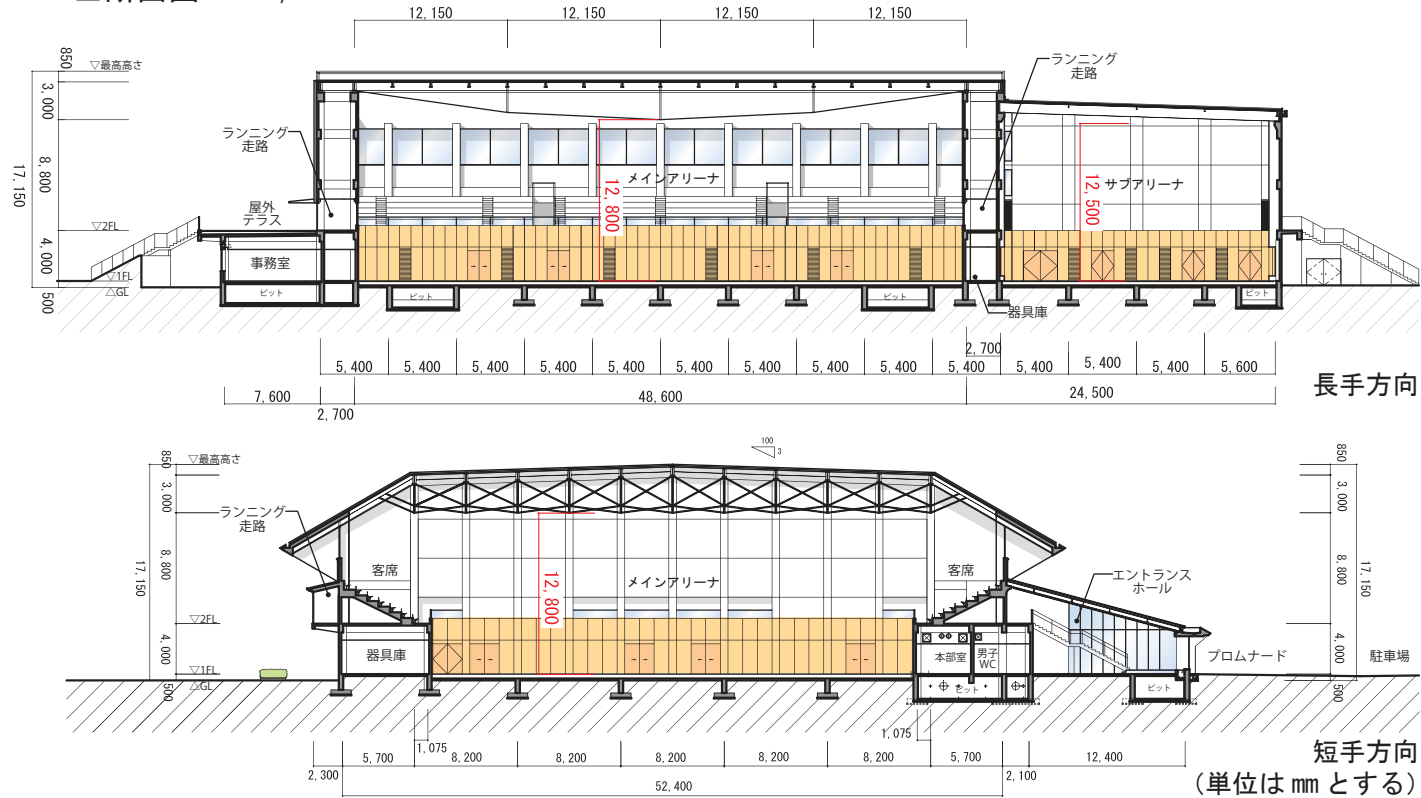 12,150
12,150
12,150
12,150
850
▽最高高さ
3,000
8,800
17,150
4,000
500
▽2FL
▽1FL
△GL
ランニング
走路
屋外
テラス
事務室
ピット
メインアリーナ
12,800
ピット
ピット
ランニング
走路
サブアリーナ
12,500
ピット
器具庫
5,400
5,400
5,400
5,400
5,400
5,400
5,400
5,400
5,400
5,400
2,700
5,400
5,400
5,400
5,600
7,600
2,700
48,600
24,500
長手方向
100
3
850
▽最高高さ
3,000
8,800
17,150
4,000
500
▽2FL
▽1FL
△GL
ランニング
走路
客席
メインアリーナ
12,800
客席
器具庫
本部室
男子
WC
ピット
エントランス
ホール
ピット
プロムナード
駐車場
850
3,000
8,800
17,150
4,000
500
1,075
1,075
5,700
8,200
8,200
8,200
8,200
8,200
5,700
12,400
2,300
52,400
2,100
短手方向
（単位は mm とする）